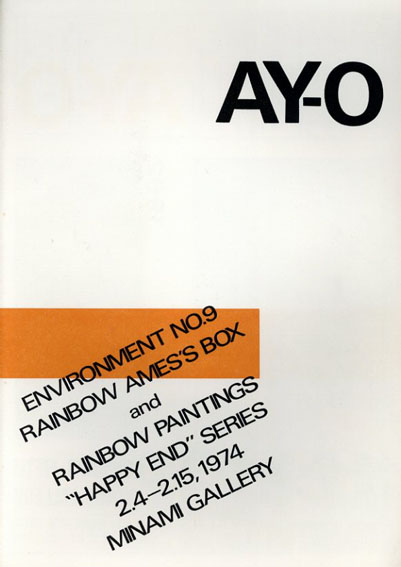 AY-O
ENVIRONMENT NO.9
RAINBOW AMES'S BOX
and
RAINBOW PAINTINGS
"HAPPY END" SERIES
2.4–2.15, 1974
MINAMI GALLERY